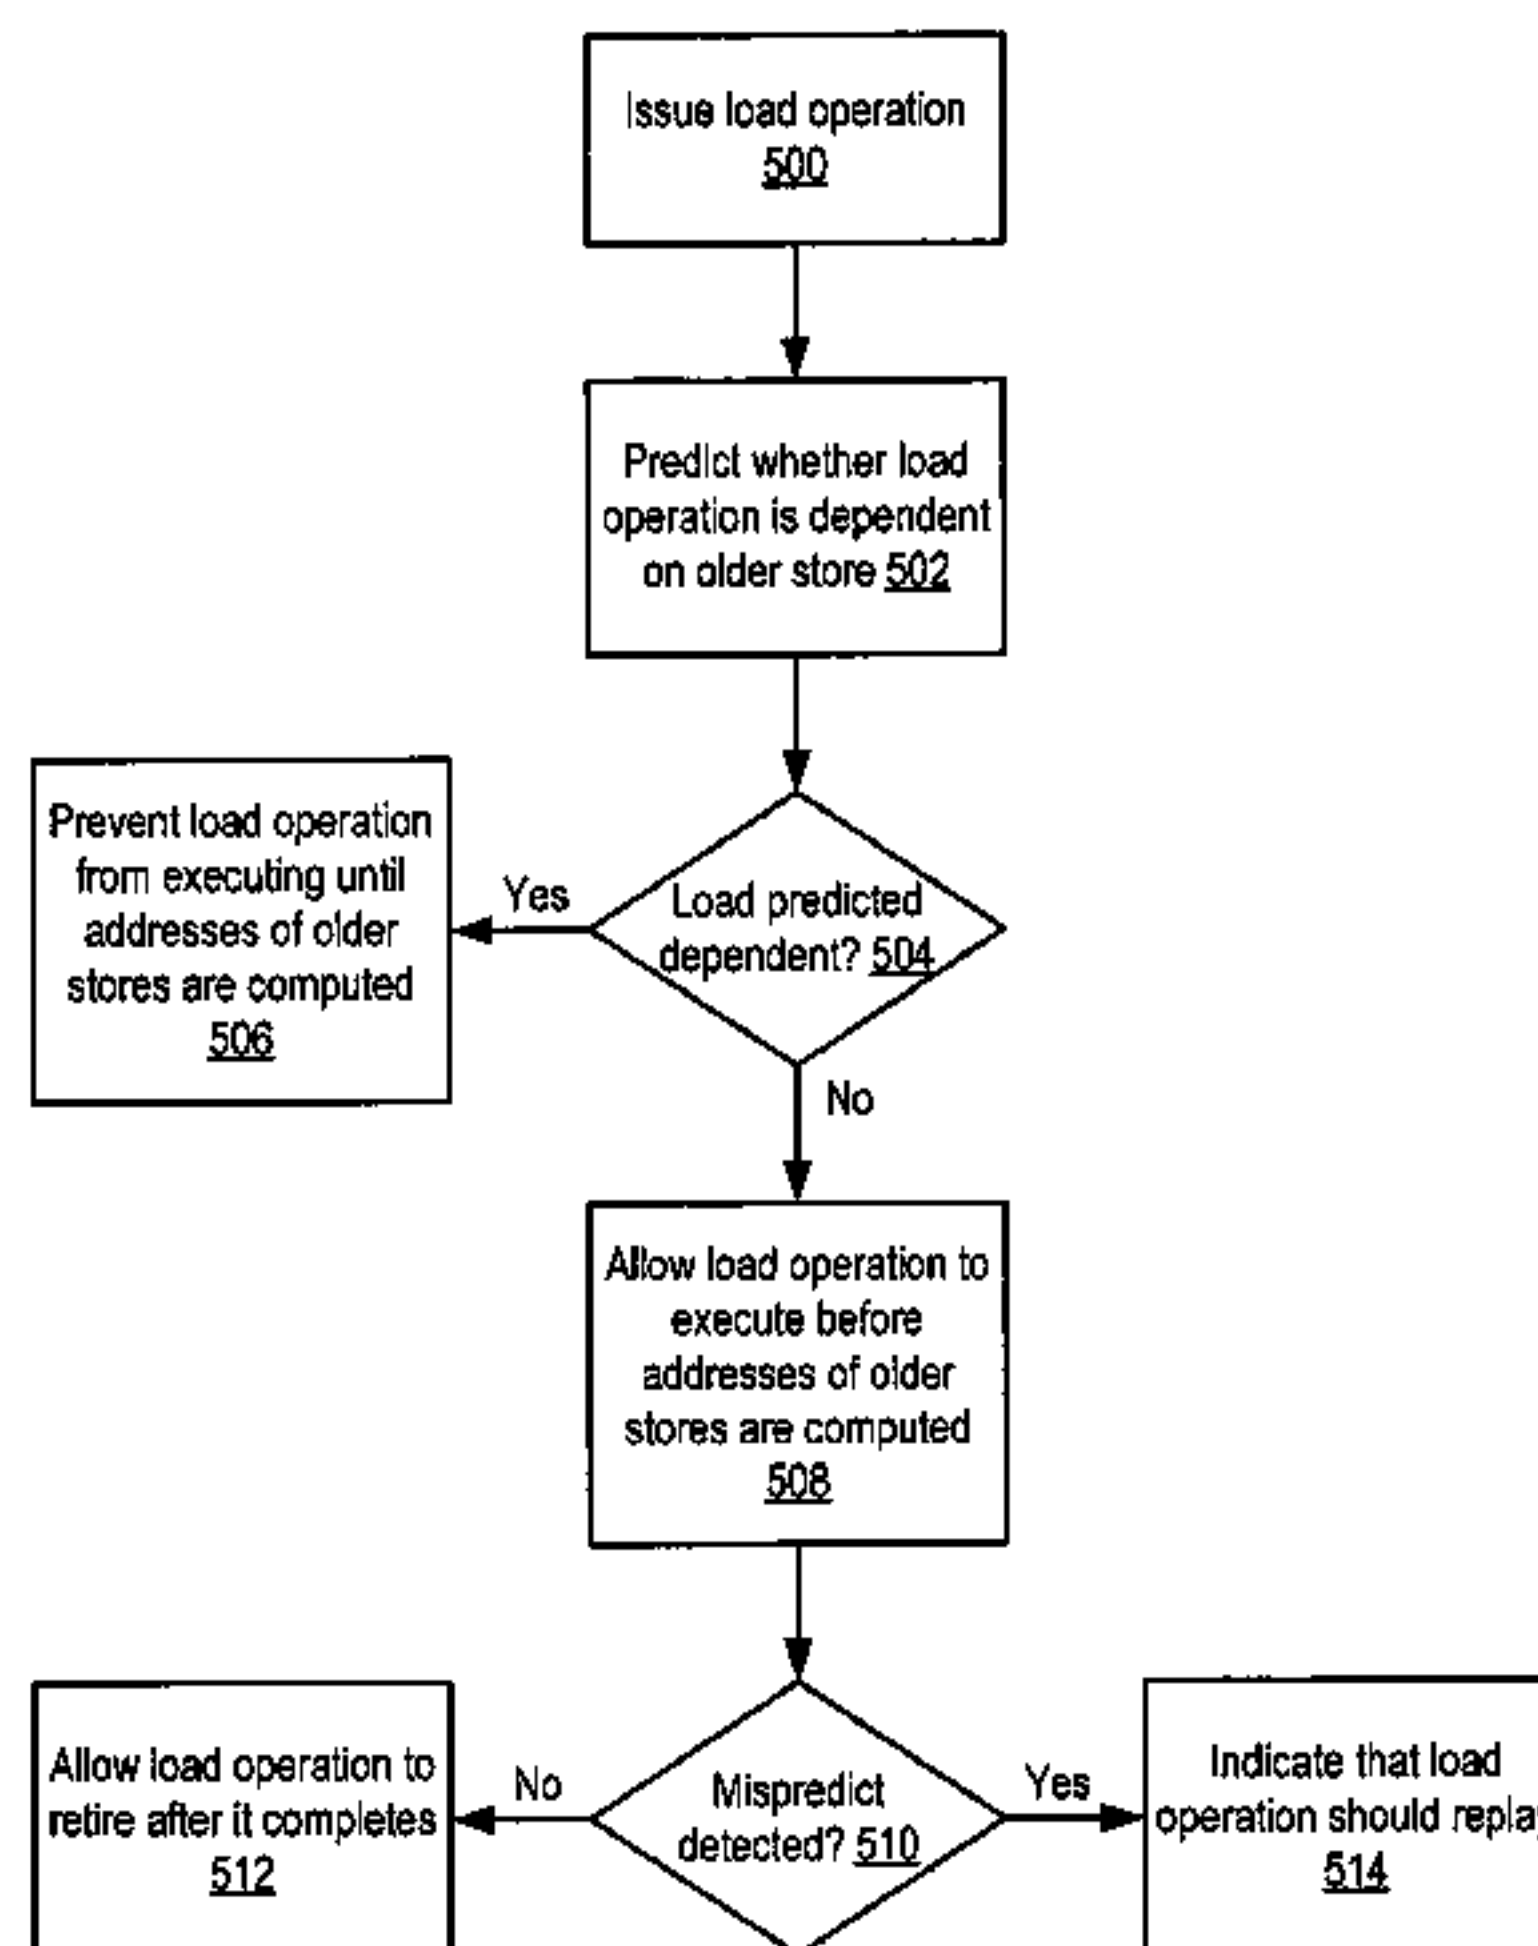 Issue load operation
500
Predict whether load
operation is dependent
on older store 502
Prevent load operation
from executing until
addresses of older
stores are computed
506
Yes
Load predicted
dependent? 504
No
Allow load operation to
execute before
addresses of older
stores are computed
508
Allow load operation to
retire after it completes
512
No
Mispredict
detected? 510
Yes
Indicate that load
operation should replay
514